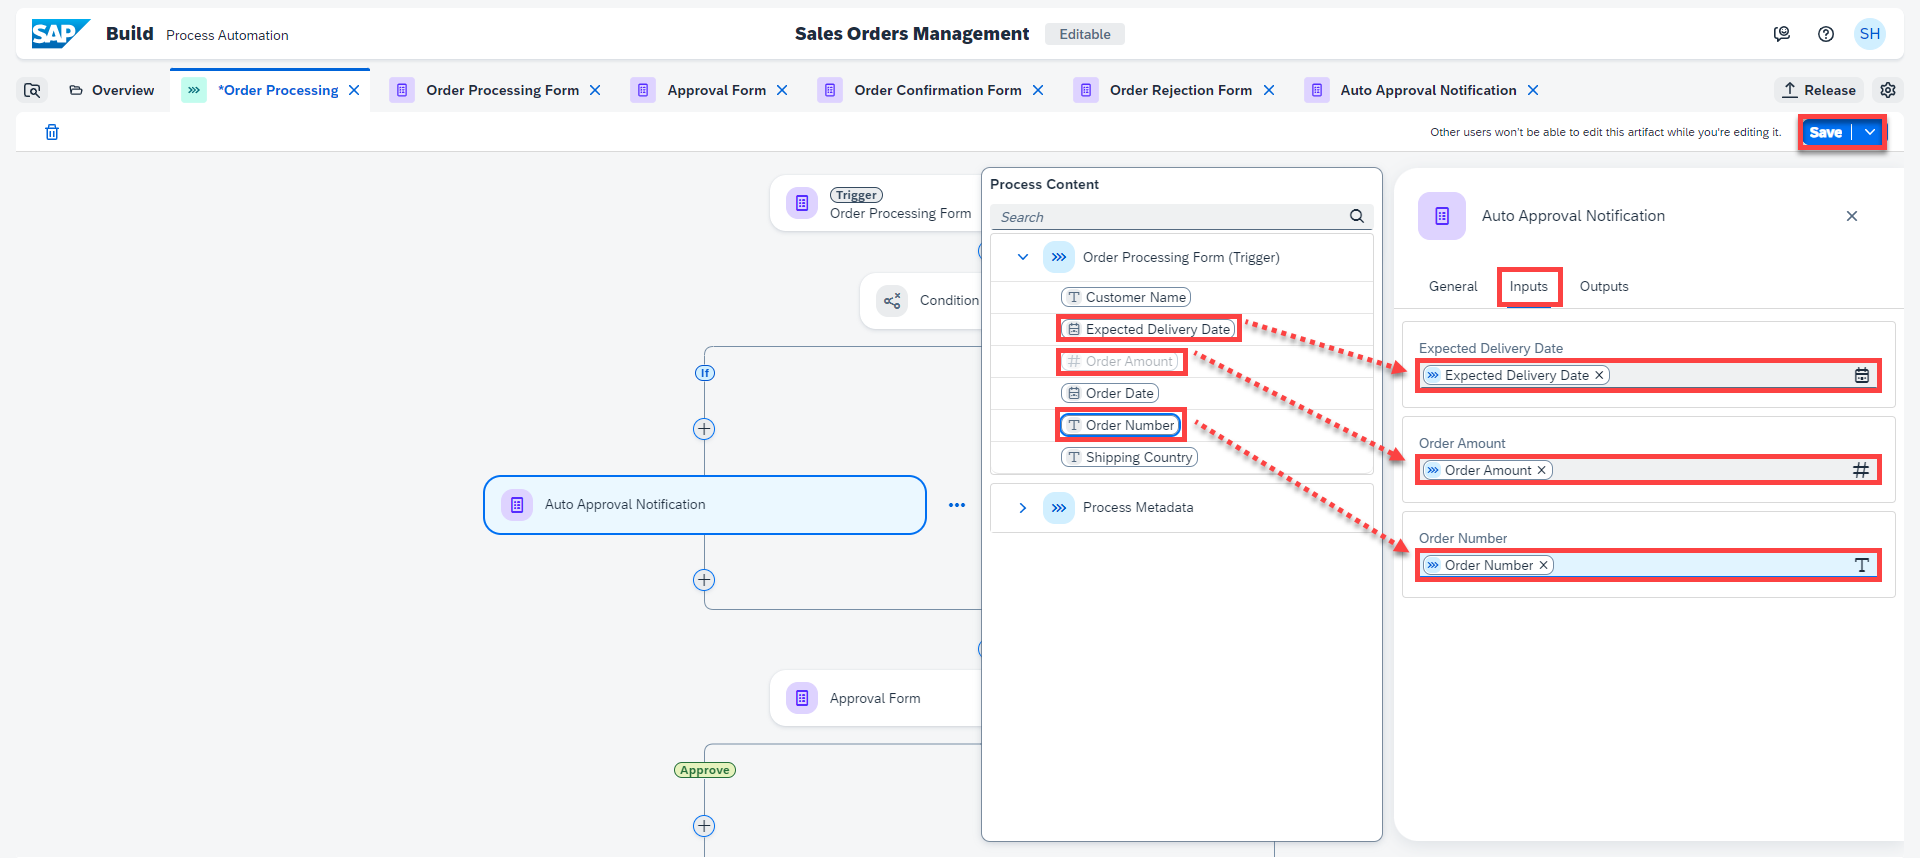 SAP Build Process Automation
Sales Orders Management Editable
SH
Overview
*Order Processing
Order Processing Form
Approval Form
Order Confirmation Form
Order Rejection Form
Auto Approval Notification
Release
Other users won't be able to edit this artifact while you're editing it.
Save
Trigger
Order Processing Form
Condition
If
Auto Approval Notification
Approval Form
Approve
Process Content
Search
Order Processing Form (Trigger)
Customer Name
Expected Delivery Date
Order Amount
Order Date
Order Number
Shipping Country
Process Metadata
Auto Approval Notification
General Inputs Outputs
Expected Delivery Date
Expected Delivery Date
Order Amount
Order Amount
Order Number
Order Number